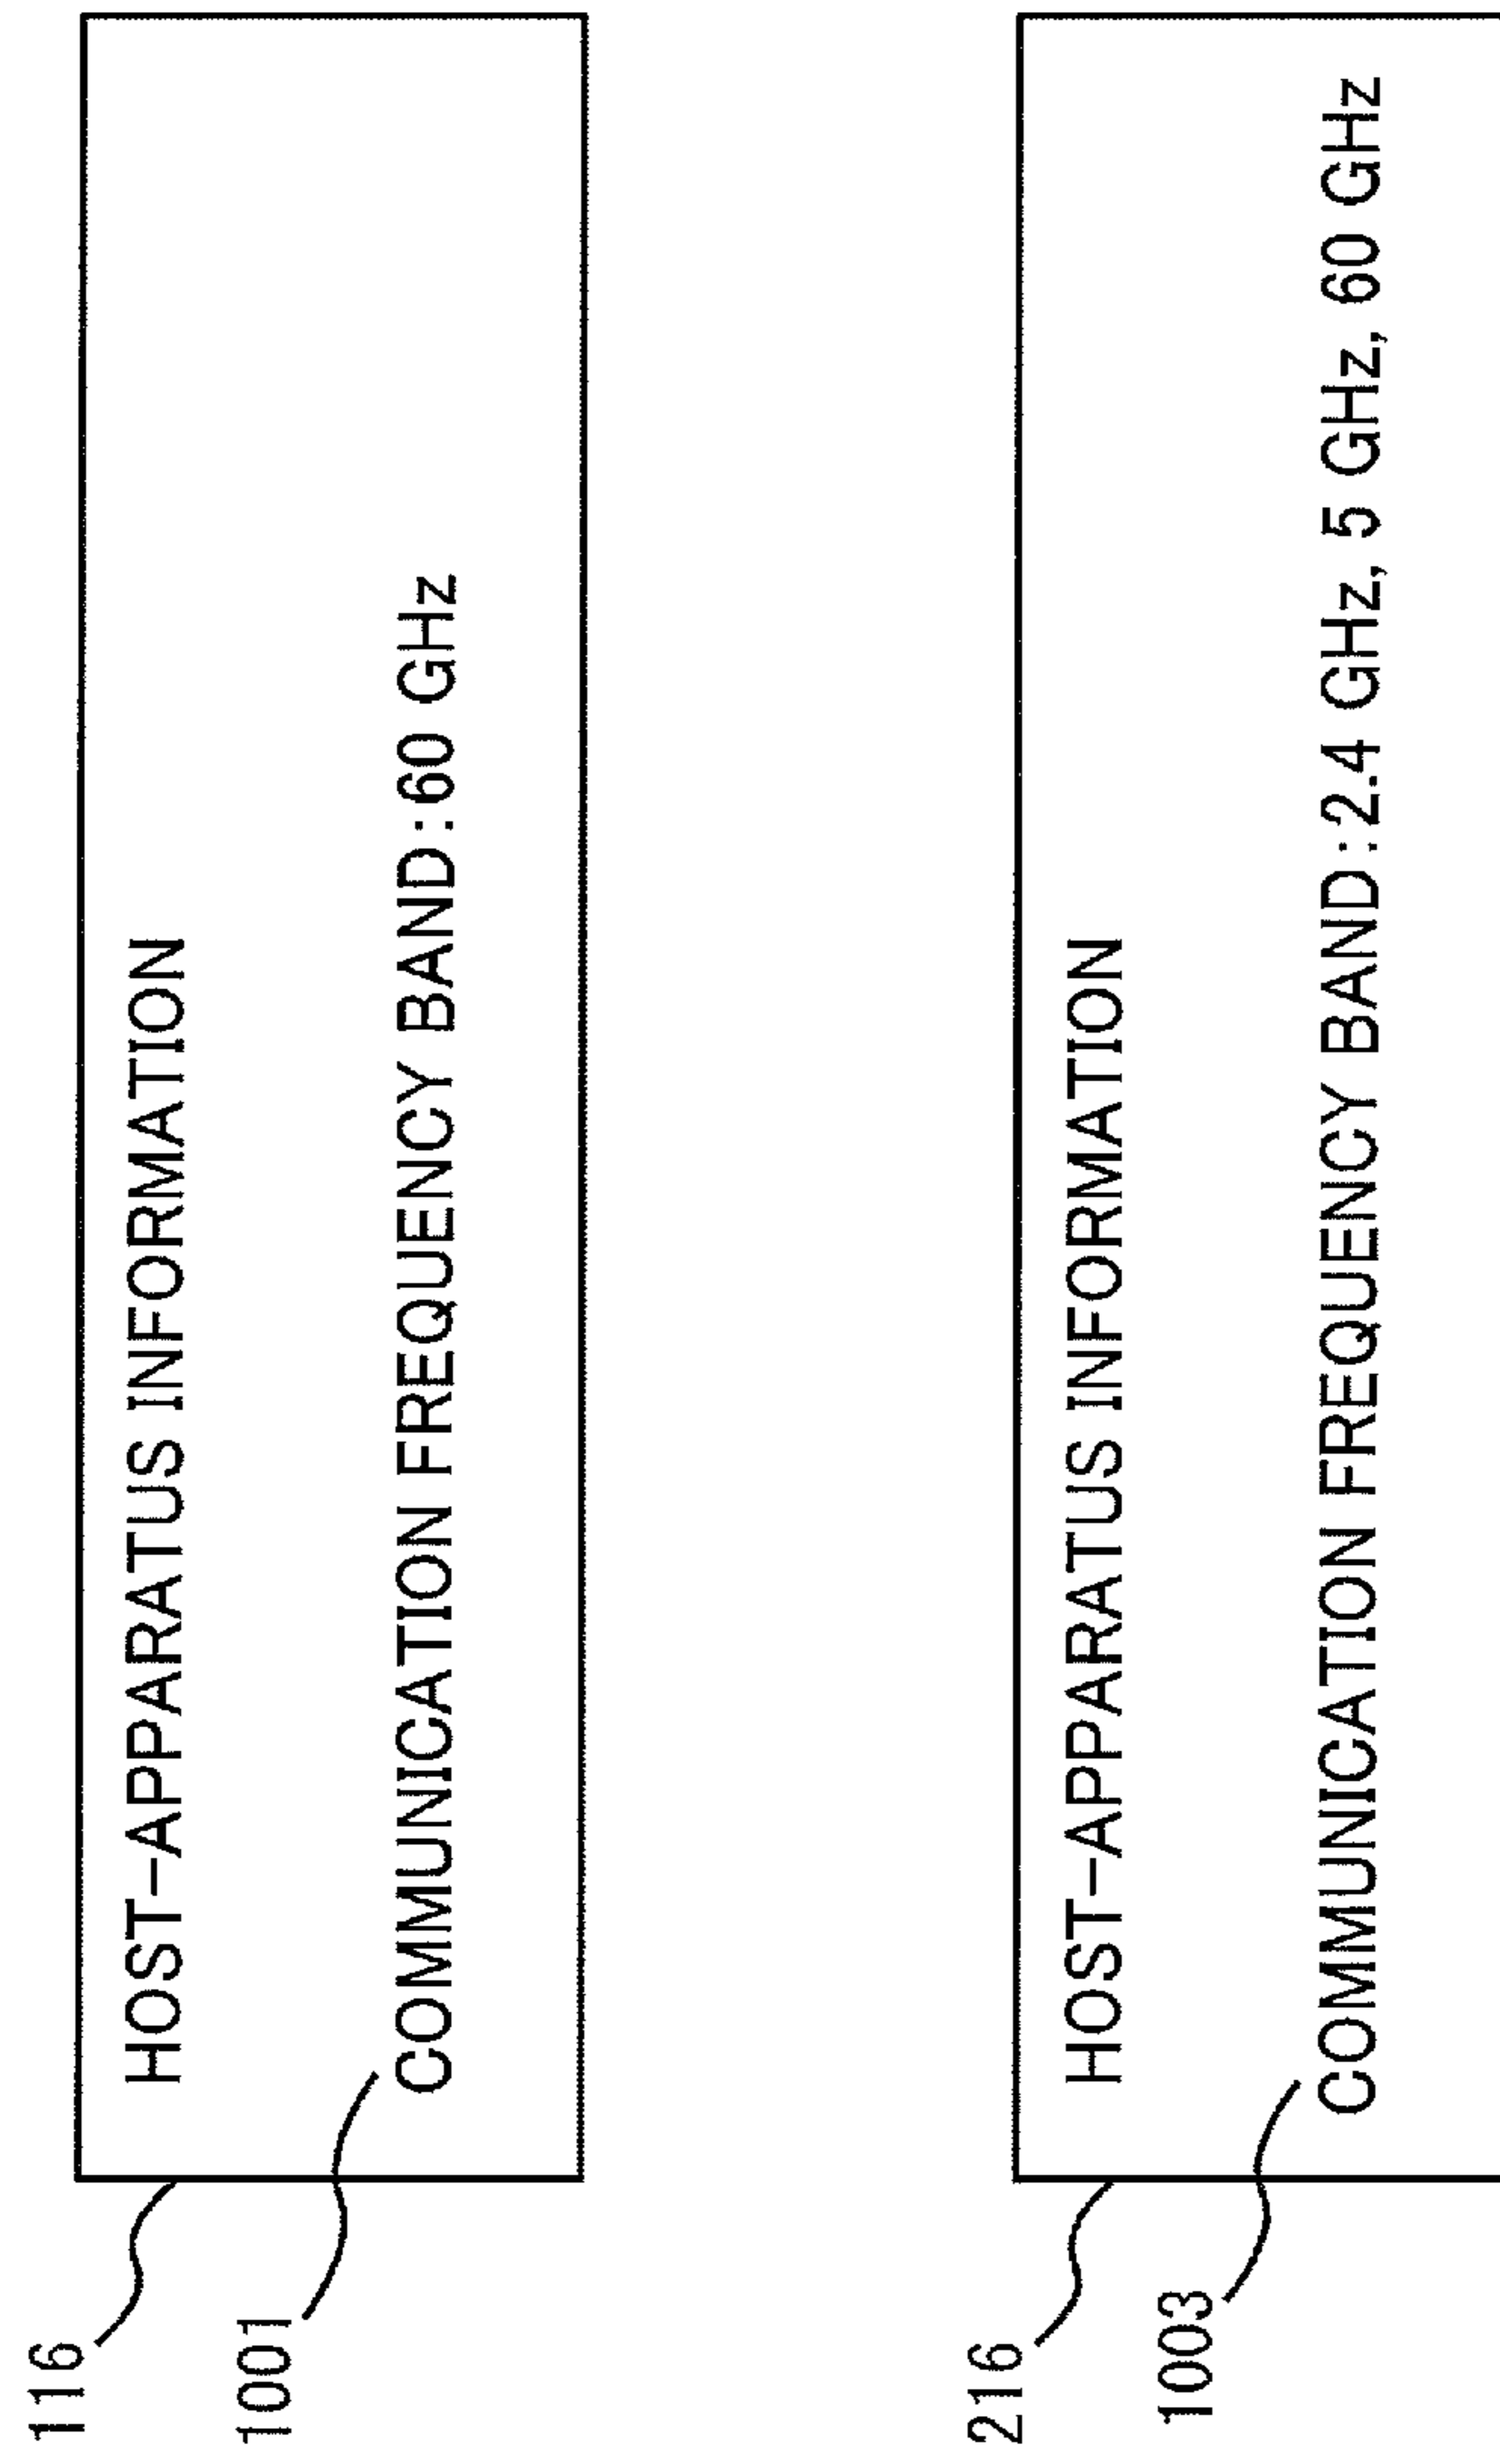 116
HOST-APPARATUS INFORMATION
1001
COMMUNICATION FREQUENCY BAND:60 GHz
216
HOST-APPARATUS INFORMATION
1003
COMMUNICATION FREQUENCY BAND:2.4 GHz, 5 GHz, 60 GHz